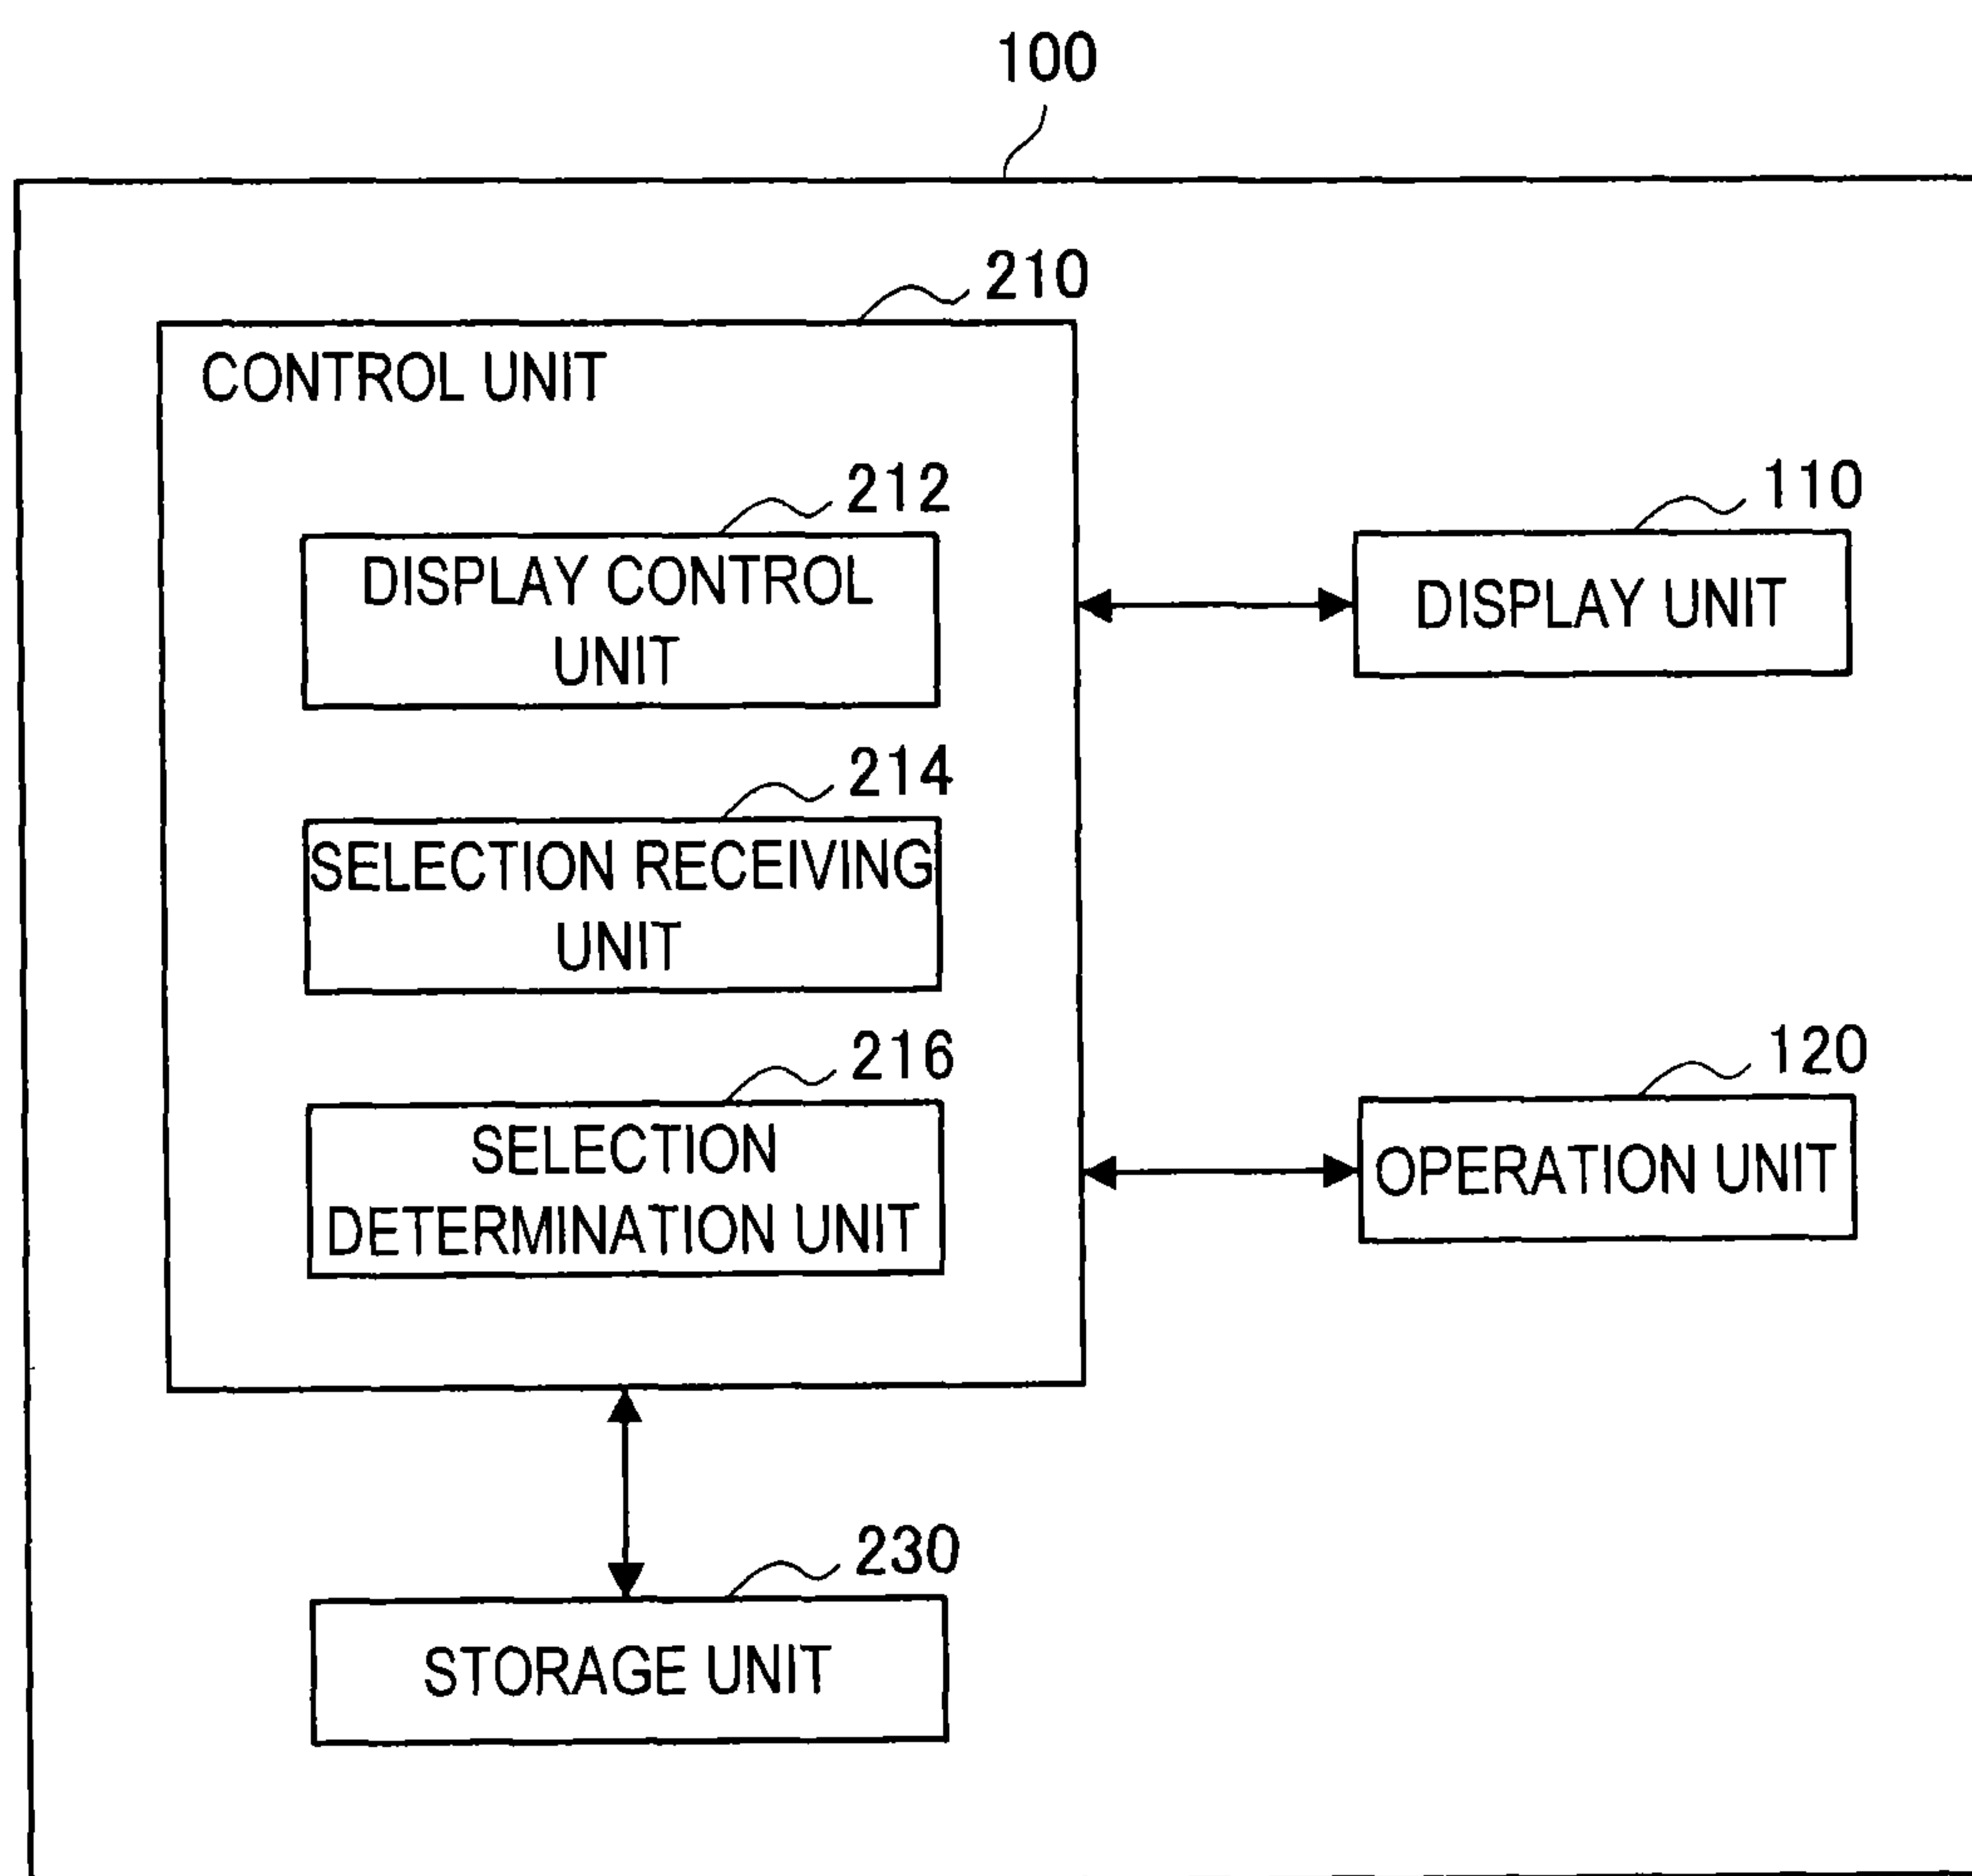 100
210
CONTROL UNIT
212
DISPLAY CONTROL
UNIT
110
DISPLAY UNIT
214
SELECTION RECEIVING
UNIT
216
SELECTION
DETERMINATION UNIT
120
OPERATION UNIT
230
STORAGE UNIT